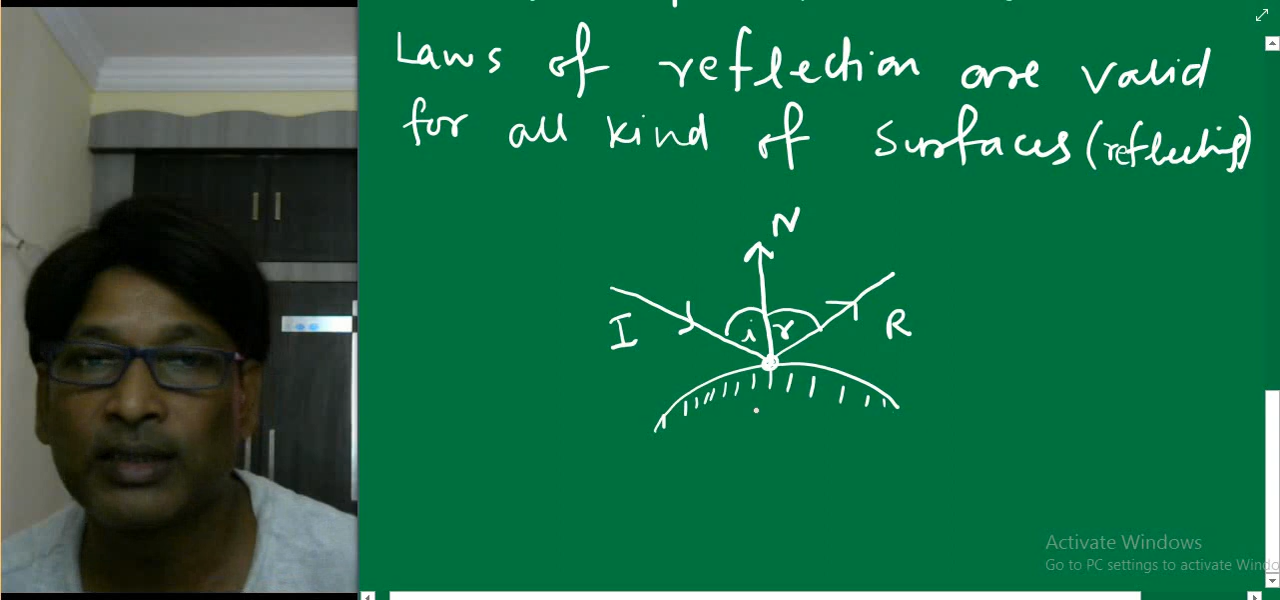 Laws of reflection are valid
for all kind of surfaces (reflecting)
N
I
i
r
R
Activate Windows
Go to PC settings to activate Windo